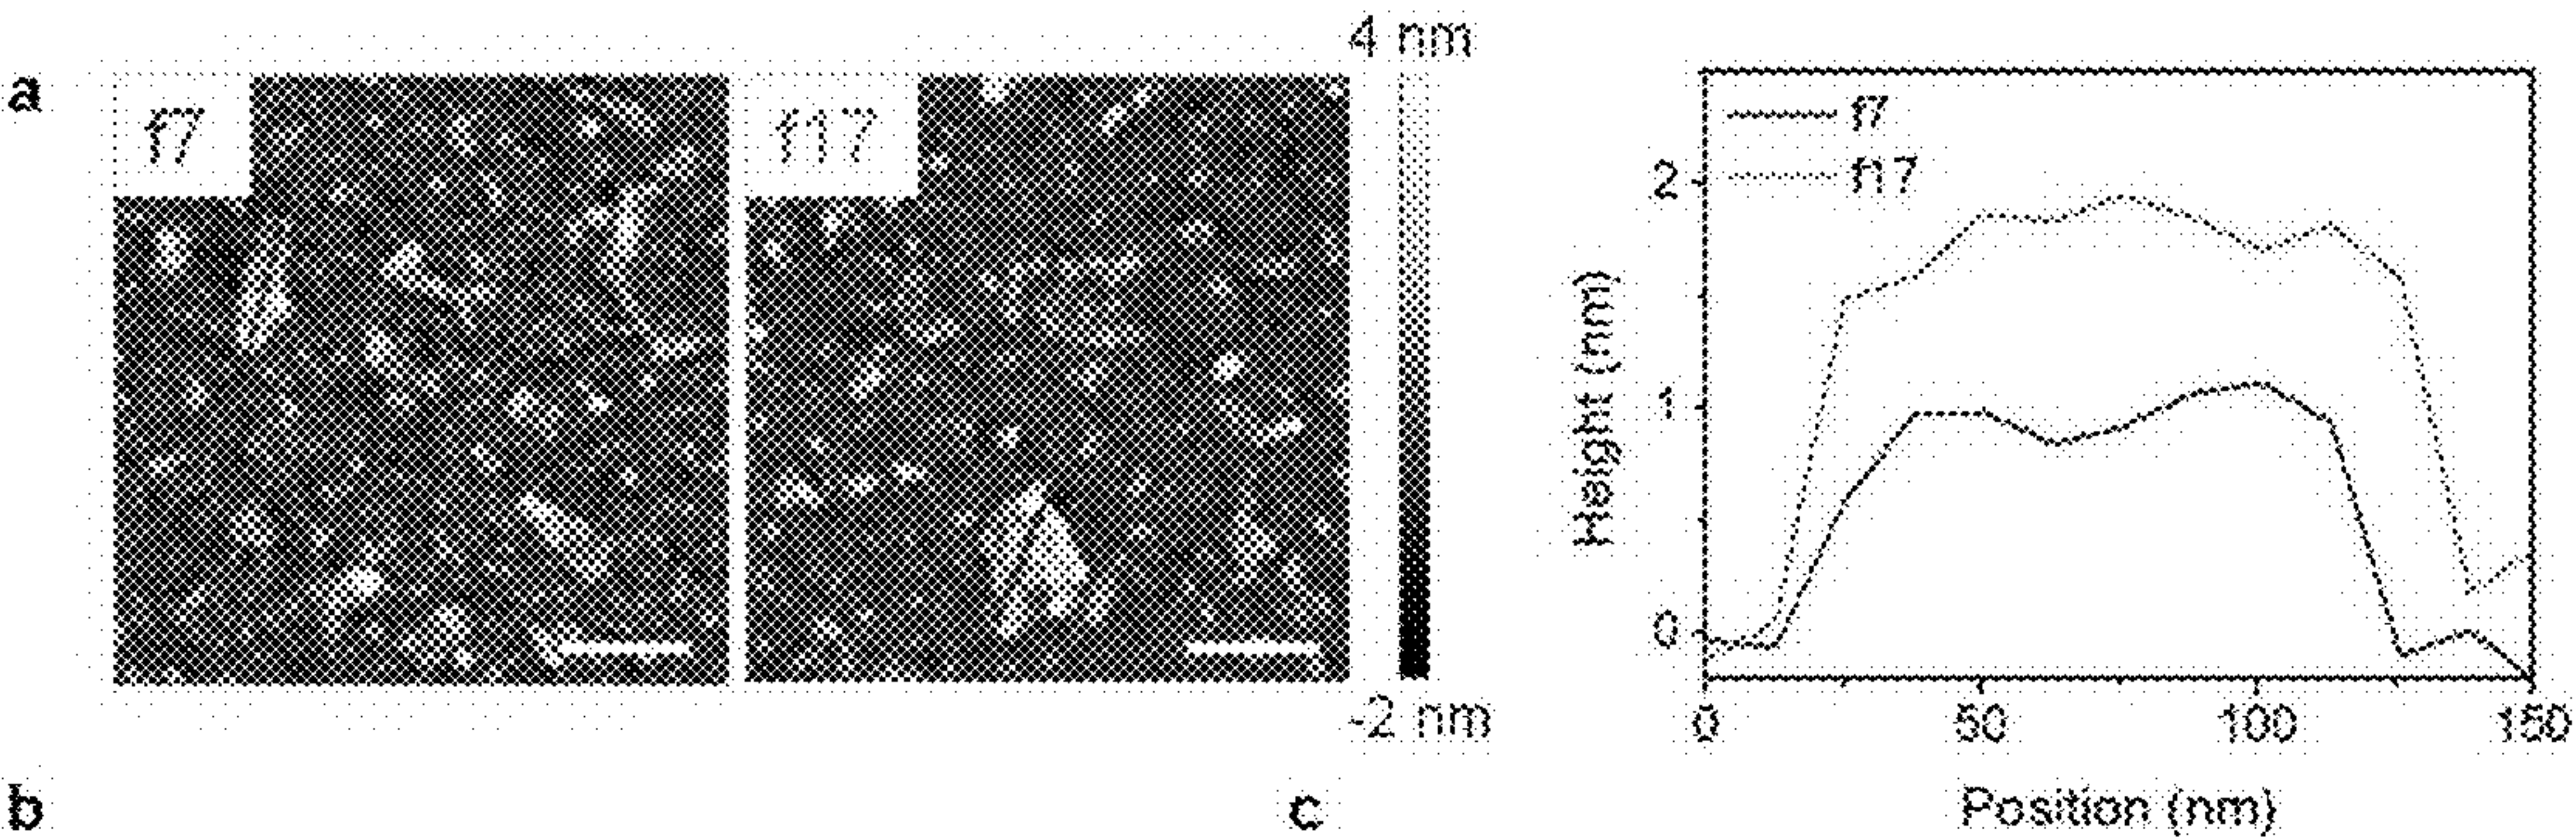 a
f7
f17
4 nm
-2 nm
f7
f17
2
1
0
Height (nm)
0
50
100
150
Position (nm)
b
c